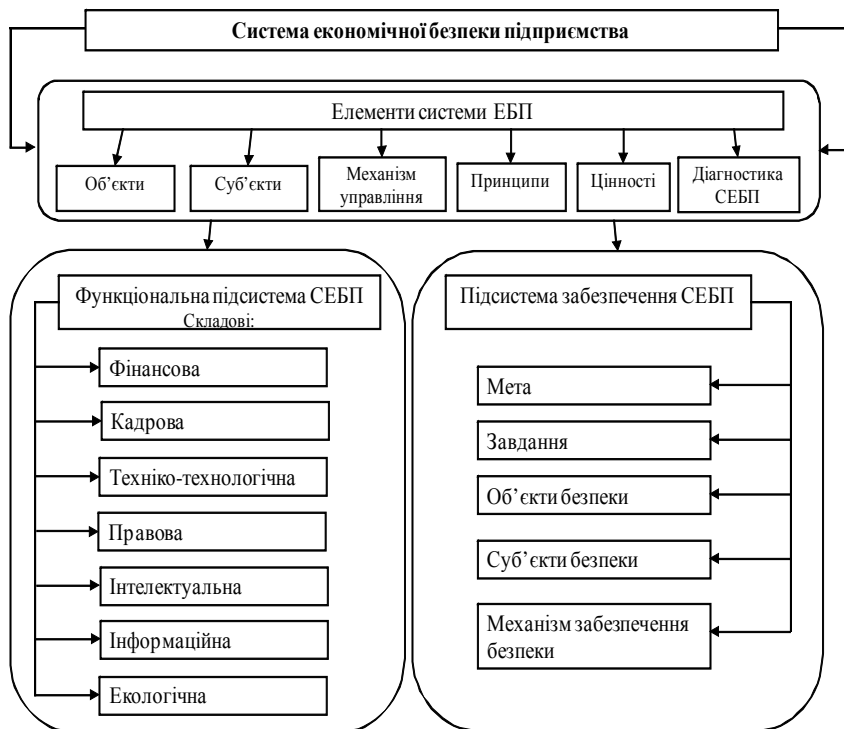 Система економічної безпеки підприємства
Елементи системи ЕБП
Об’єкти
Суб’єкти
Механізм
управління
Принципи
Цінності
Діагностика
СЕБП
Функціональна підсистема СЕБП
Складові:
Фінансова
Кадрова
Техніко-технологічна
Правова
Інтелектуальна
Інформаційна
Екологічна
Підсистема забезпечення СЕБП
Мета
Завдання
Об’єкти безпеки
Суб’єкти безпеки
Механізм забезпечення
безпеки